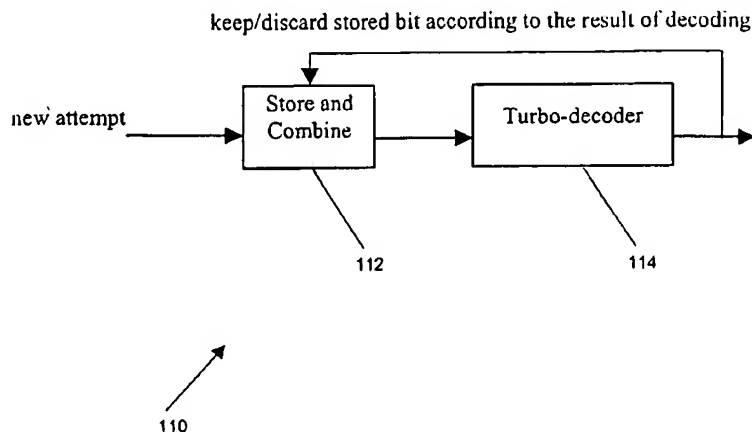 keep/discard stored bit according to the result of decoding
new attempt
Store and
Combine
Turbo-decoder
112
114
110